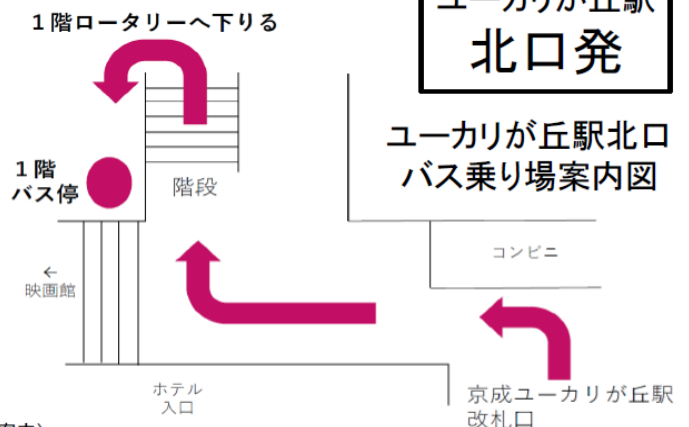 1階ロータリーへ下りる
ユーカリが丘駅
北口発
ユーカリが丘駅北口
バス乗り場案内図
1階
バス停
階段
コンビニ
←
映画館
ホテル
入口
京成ユーカリが丘駅
改札口